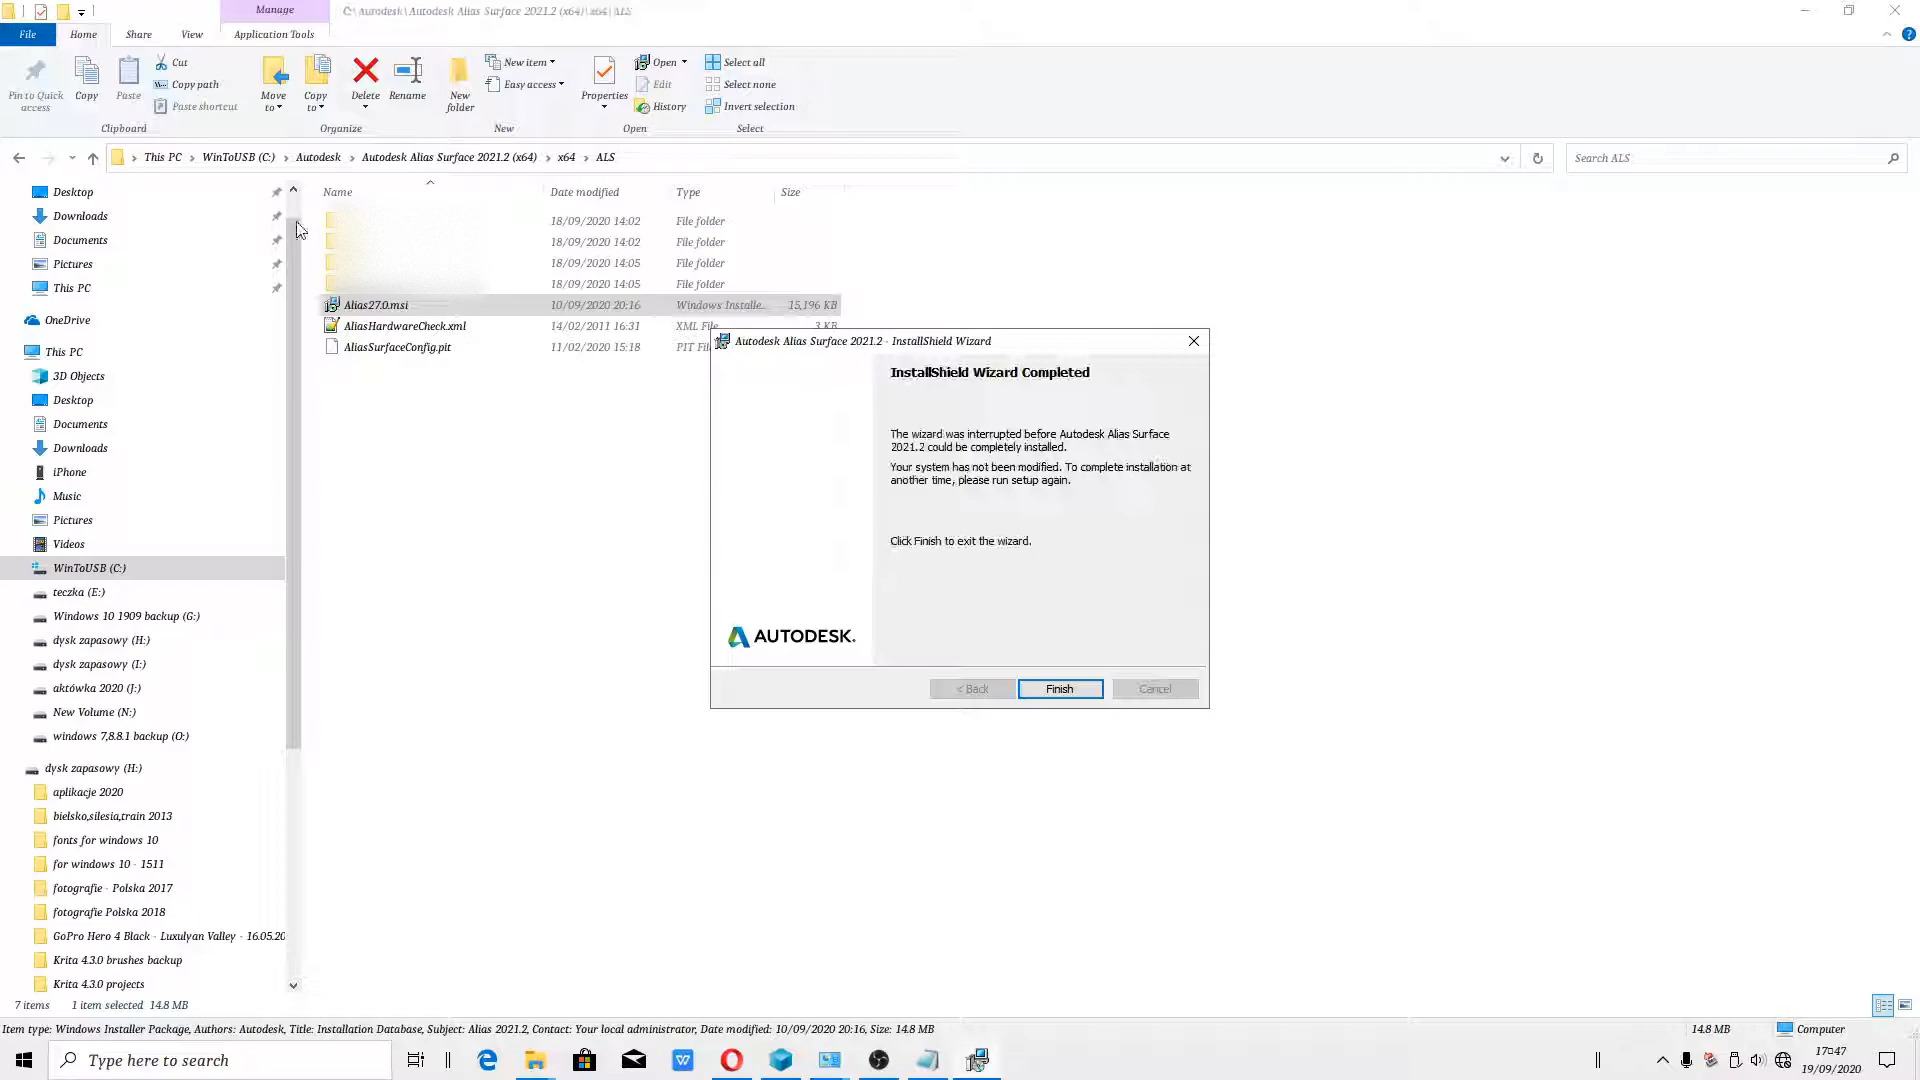 Manage
C:\Autodesk\Autodesk Alias Surface 2021.2 (x64)\x64\ALS
File
Home
Share
View
Application Tools
Pin to Quick access
Copy
Paste
Cut
Copy path
Paste shortcut
Clipboard
Move to
Copy to
Delete
Rename
Organize
New folder
New item
Easy access
New
Properties
Open
Edit
History
Open
Select all
Select none
Invert selection
Select
This PC
WinToUSB (C:)
Autodesk
Autodesk Alias Surface 2021.2 (x64)
x64
ALS
Search ALS
Desktop
Downloads
Documents
Pictures
This PC
OneDrive
This PC
3D Objects
Desktop
Documents
Downloads
iPhone
Music
Pictures
Videos
WinToUSB (C:)
teczka (E:)
Windows 10 1909 backup (G:)
dysk zapasowy (H:)
dysk zapasowy (I:)
aktówka 2020 (J:)
New Volume (N:)
windows 7,8.8.1 backup (O:)
dysk zapasowy (H:)
aplikacje 2020
bielsko,silesia,train 2013
fonts for windows 10
for windows 10 - 1511
fotografie - Polska 2017
fotografie Polska 2018
GoPro Hero 4 Black - Luxulyan Valley - 16.05.20
Krita 4.3.0 brushes backup
Krita 4.3.0 projects
Name Date modified Type Size
18/09/2020 14:02 File folder
18/09/2020 14:02 File folder
18/09/2020 14:05 File folder
18/09/2020 14:05 File folder
Alias27.0.msi 10/09/2020 20:16 Windows Installe... 15,196 KB
AliasHardwareCheck.xml 14/02/2011 16:31 XML File 3 KB
AliasSurfaceConfig.pit 11/02/2020 15:18 PIT Fil
Autodesk Alias Surface 2021.2 - InstallShield Wizard
InstallShield Wizard Completed
The wizard was interrupted before Autodesk Alias Surface
2021.2 could be completely installed.
Your system has not been modified. To complete installation at
another time, please run setup again.
Click Finish to exit the wizard.
AUTODESK.
< Back
Finish
Cancel
7 items 1 item selected 14.8 MB
Item type: Windows Installer Package, Authors: Autodesk, Title: Installation Database, Subject: Alias 2021.2, Contact: Your local administrator, Date modified: 10/09/2020 20:16, Size: 14.8 MB
14.8 MB
Computer
Type here to search
17:47
19/09/2020